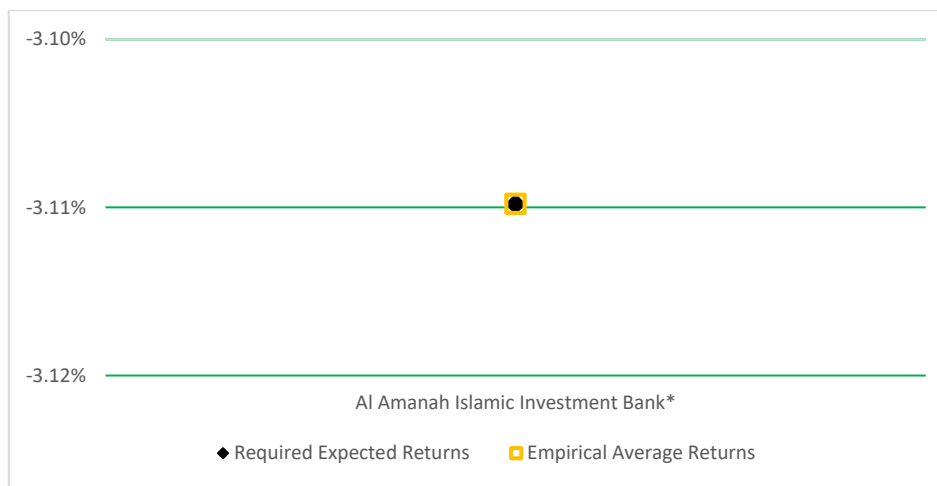 -3.10%
-3.11%
-3.12%
Al Amanah Islamic Investment Bank*
Required Expected Returns Empirical Average Returns